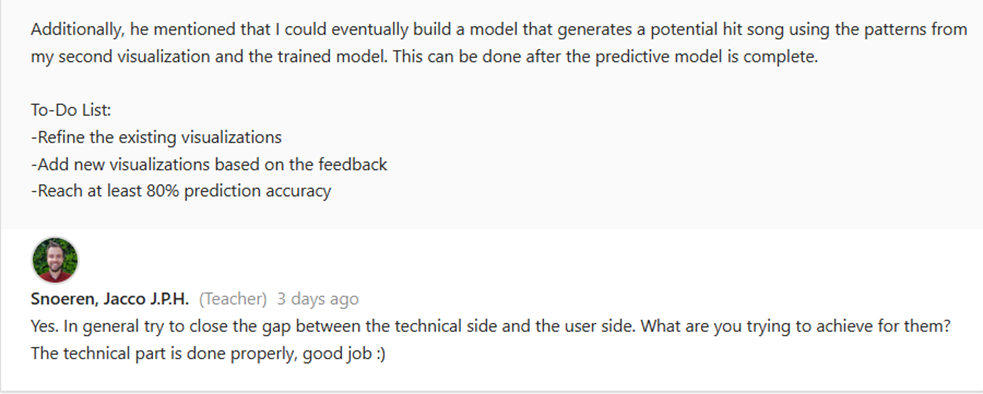 Additionally, he mentioned that I could eventually build a model that generates a potential hit song using the patterns from
my second visualization and the trained model. This can be done after the predictive model is complete.
To-Do List:
-Refine the existing visualizations
-Add new visualizations based on the feedback
-Reach at least 80% prediction accuracy
Snoeren, Jacco J.P.H. (Teacher) 3 days ago
Yes. In general try to close the gap between the technical side and the user side. What are you trying to achieve for them?
The technical part is done properly, good job :)